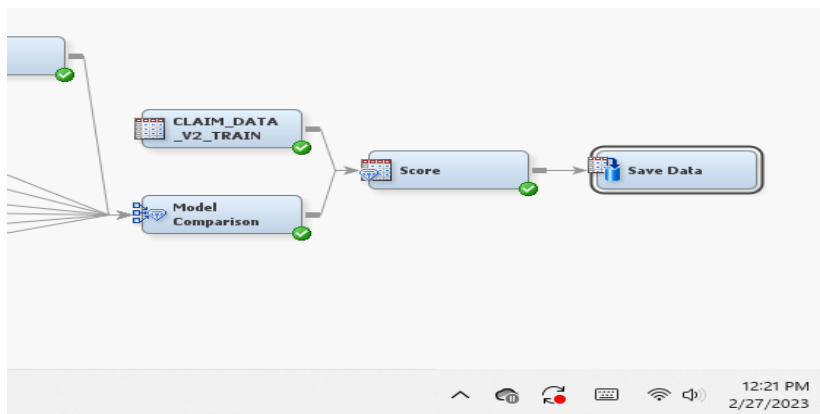 CLAIM_DATA
_V2_TRAIN
Score
Save Data
Model
Comparison
12:21 PM
2/27/2023